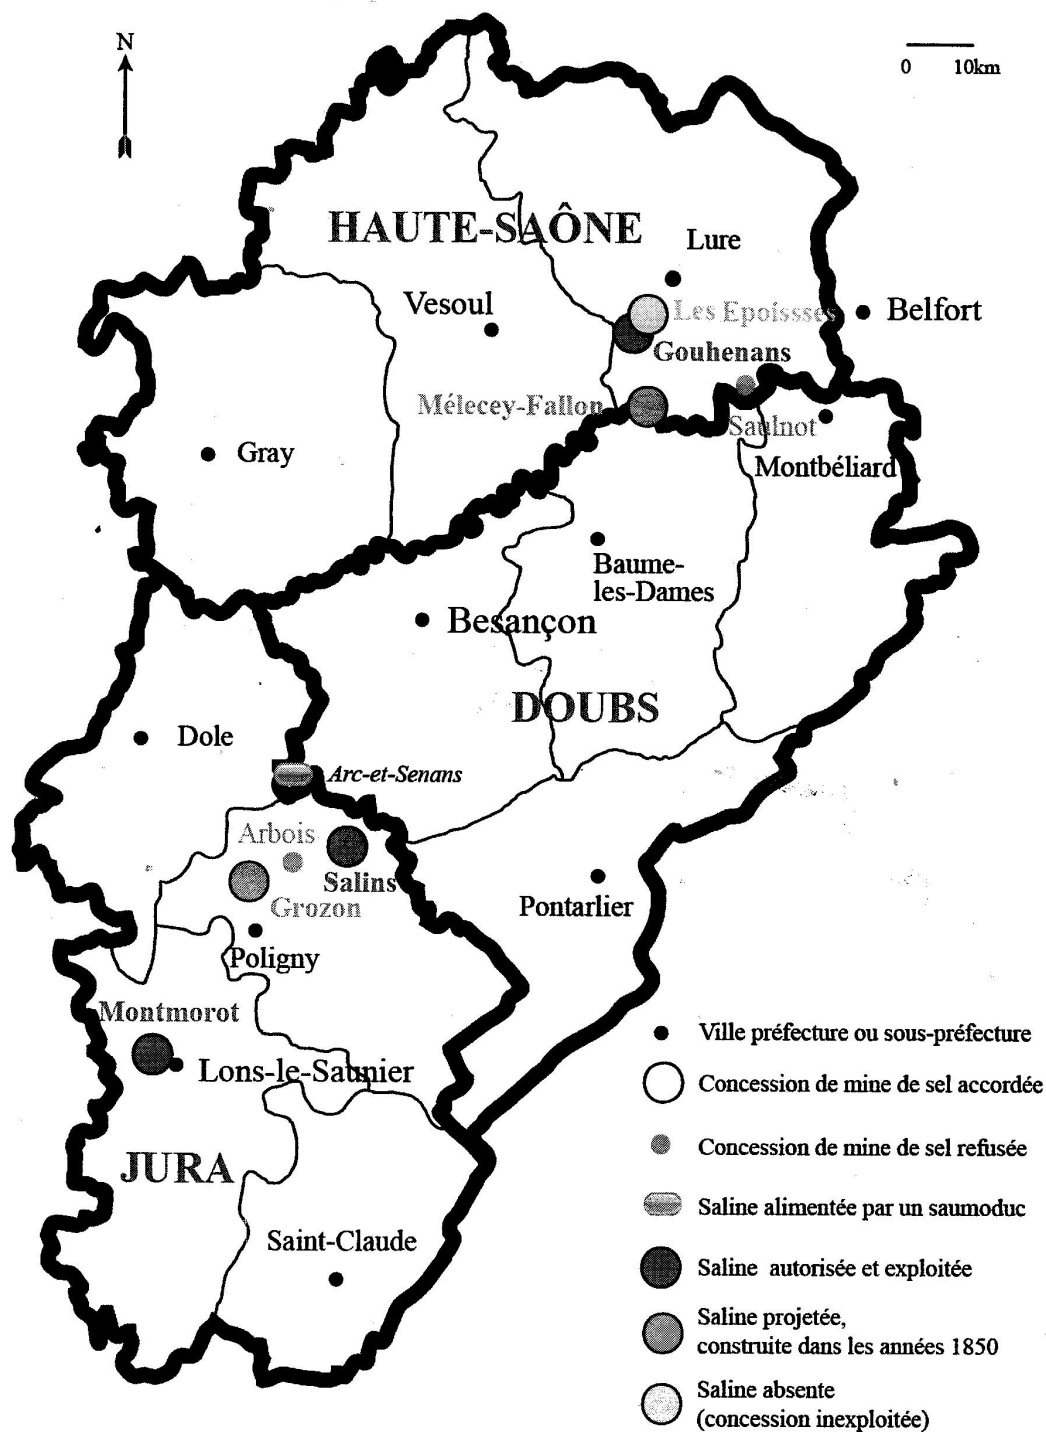 N
0 10km
HAUTE-SAÔNE
Lure
Vesoul
Les Epoissses
Belfort
Gouhenans
Mélecey-Fallon
Saulnot
Gray
Montbéliard
Baume-
les-Dames
Besançon
DOUBS
Dole
Arc-et-Senans
Arbois
Salins
Grozon
Pontarlier
Poligny
Montmorot
Lons-le-Saunier
JURA
Saint-Claude
Ville préfecture ou sous-préfecture
Concession de mine de sel accordée
Concession de mine de sel refusée
Saline alimentée par un saumoduc
Saline autorisée et exploitée
Saline projetée,
construite dans les années 1850
Saline absente
(concession inexploitée)